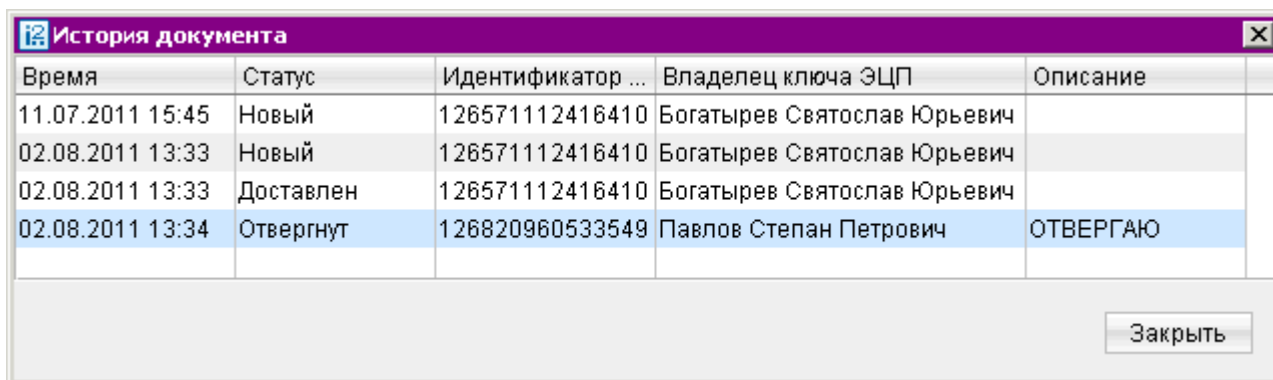 i2 История документа
Время Статус Идентификатор ... Владелец ключа ЭЦП Описание
11.07.2011 15:45 Новый 126571112416410 Богатырев Святослав Юрьевич
02.08.2011 13:33 Новый 126571112416410 Богатырев Святослав Юрьевич
02.08.2011 13:33 Доставлен 126571112416410 Богатырев Святослав Юрьевич
02.08.2011 13:34 Отвергнут 126820960533549 Павлов Степан Петрович ОТВЕРГАЮ
Закрыть